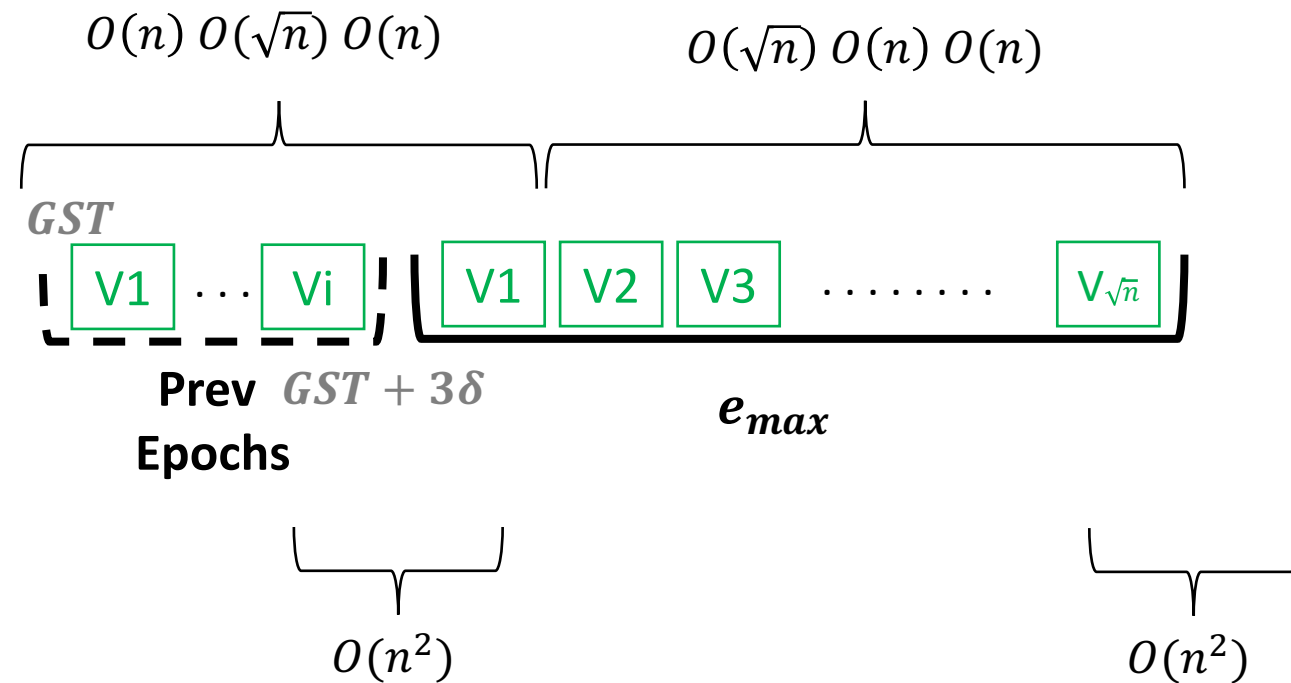 O(n) O(√n) O(n)
O(√n) O(n) O(n)
GST
V1 ... Vi
V1 V2 V3 ........ V√n
Prev GST + 3δ
Epochs
e_max
O(n²)
O(n²)